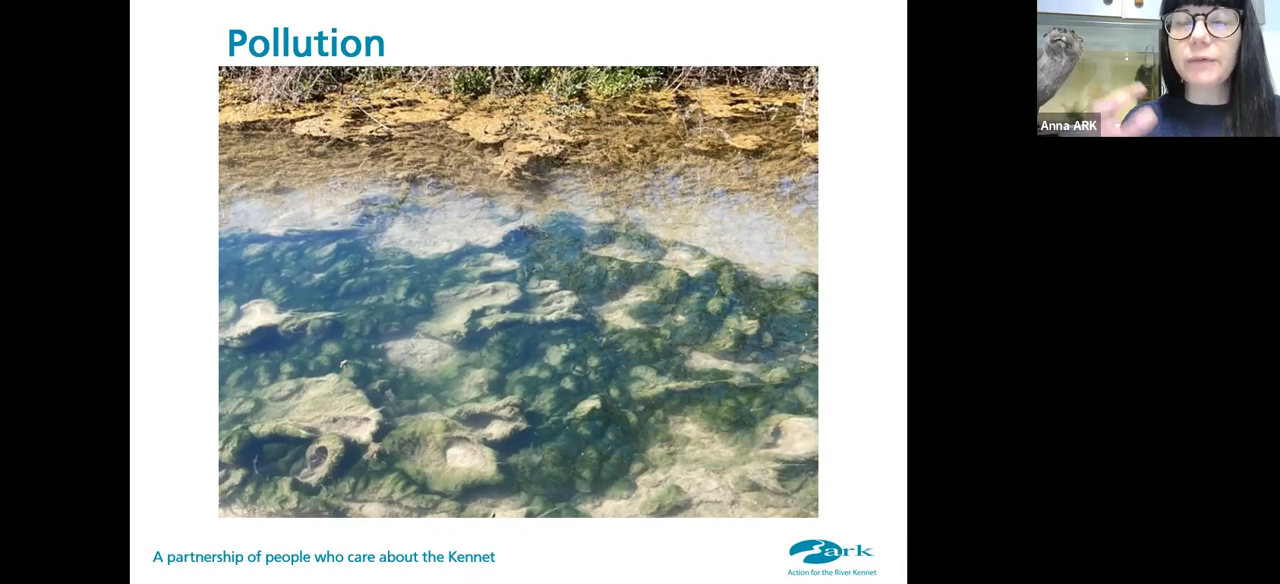 Pollution
Anna ARK
A partnership of people who care about the Kennet
ark
Action for the River Kennet